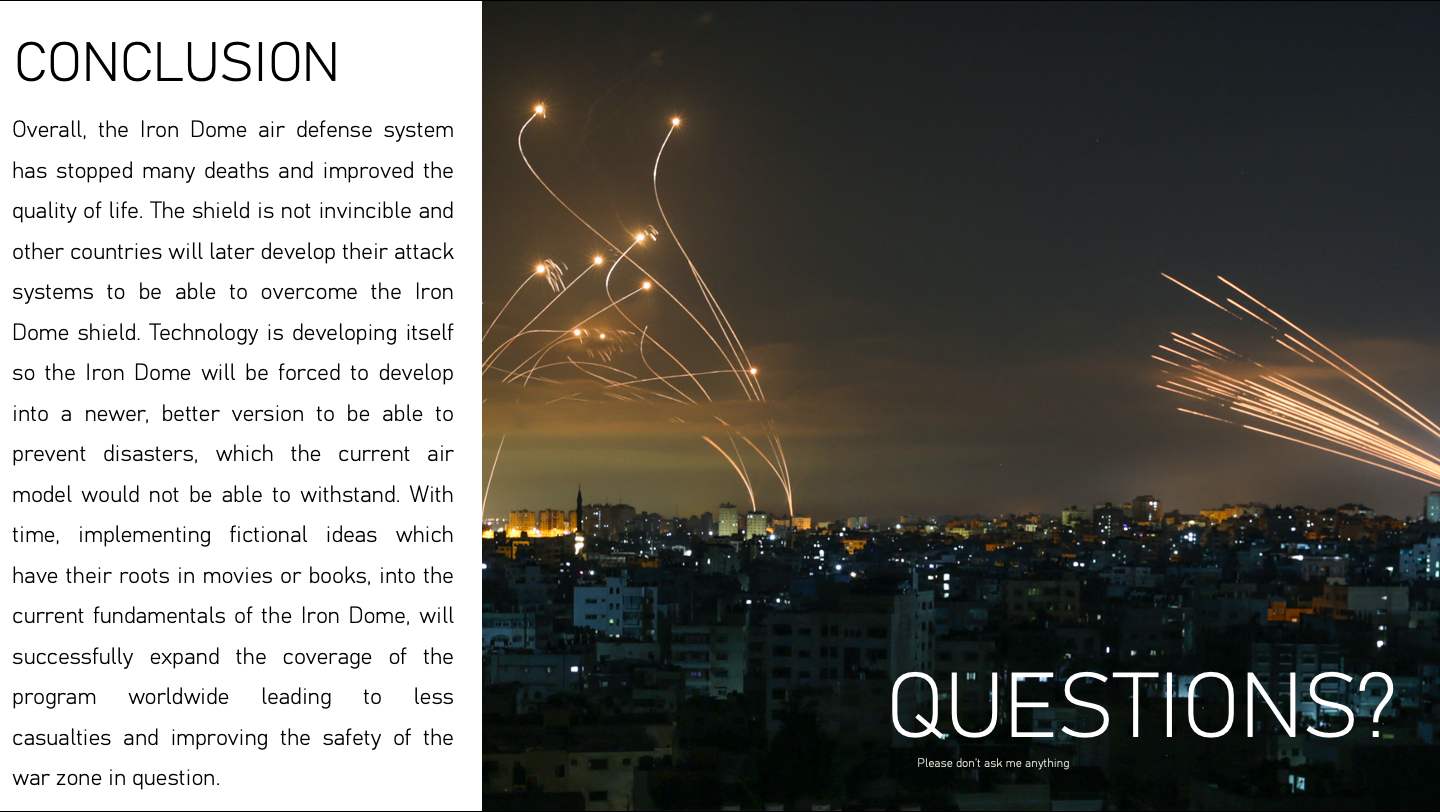 CONCLUSION
Overall, the Iron Dome air defense system
has stopped many deaths and improved the
quality of life. The shield is not invincible and
other countries will later develop their attack
systems to be able to overcome the Iron
Dome shield. Technology is developing itself
so the Iron Dome will be forced to develop
into a newer, better version to be able to
prevent disasters, which the current air
model would not be able to withstand. With
time, implementing fictional ideas which
have their roots in movies or books, into the
current fundamentals of the Iron Dome, will
successfully expand the coverage of the
program worldwide leading to less
casualties and improving the safety of the
war zone in question.
QUESTIONS?
Please don't ask me anything